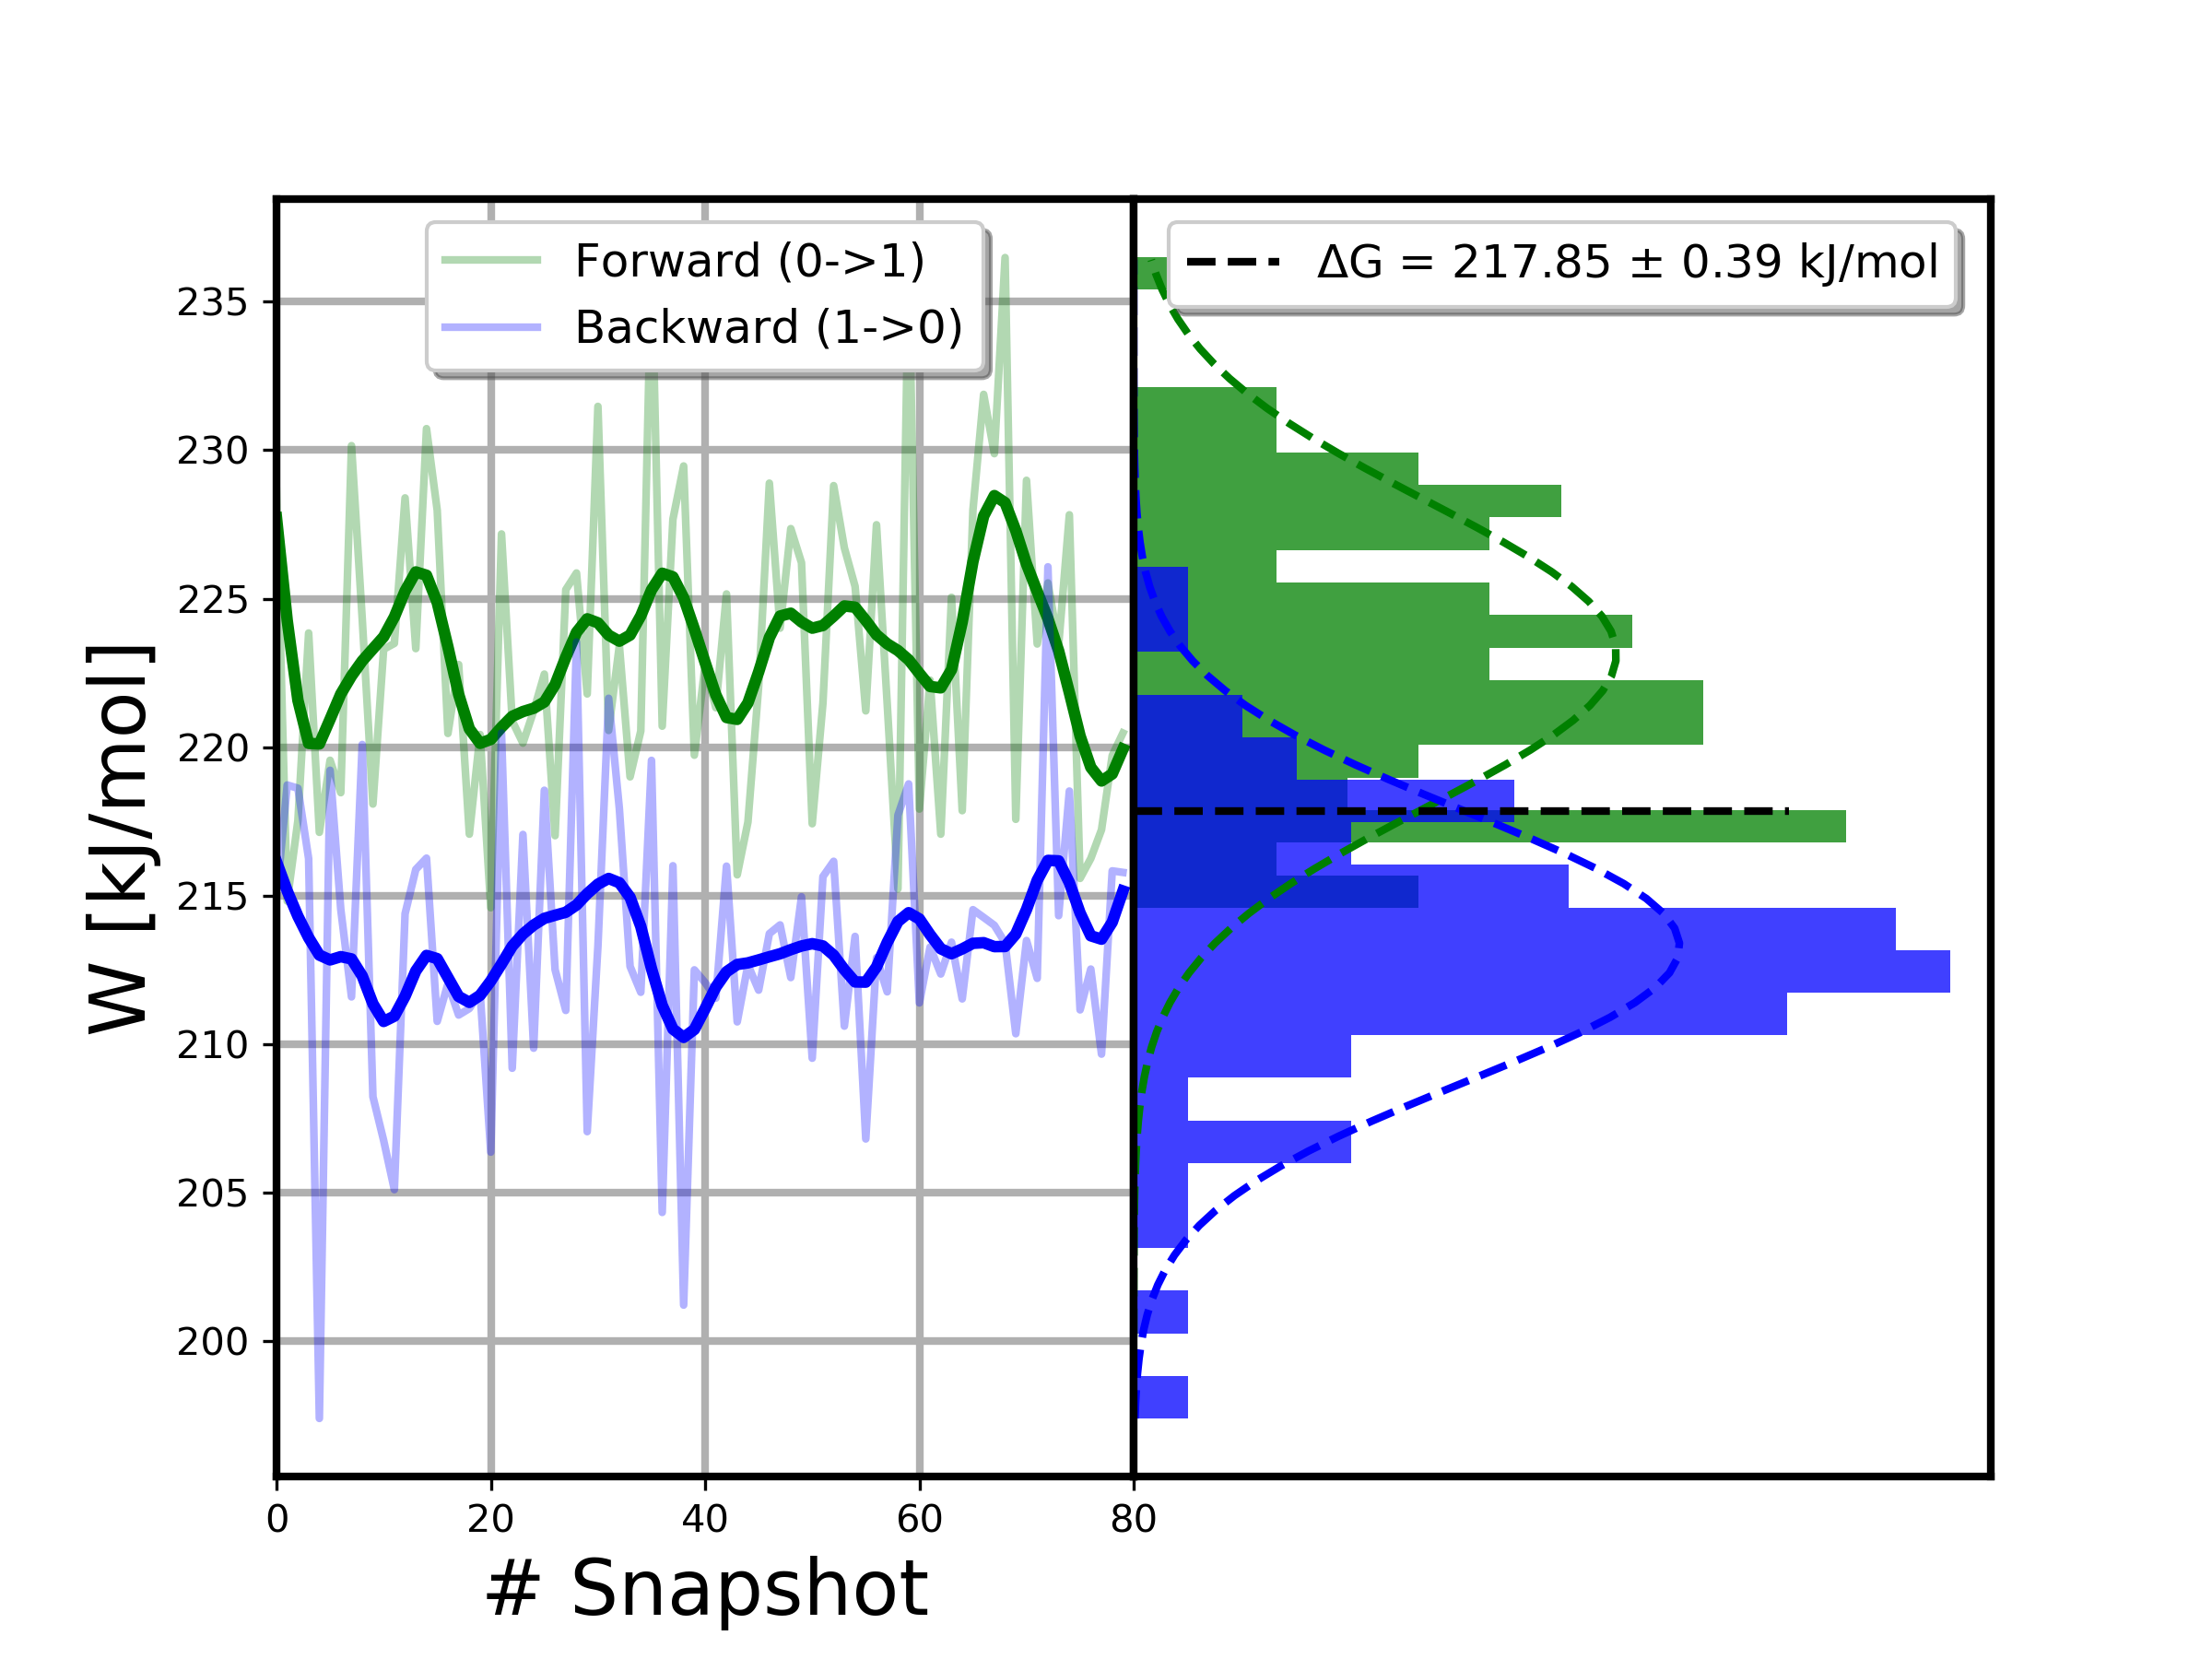 Forward (0->1)
Backward (1->0)
ΔG = 217.85 ± 0.39 kJ/mol
235
230
225
220
215
210
205
200
W [kJ/mol]
0 20 40 60 80
# Snapshot